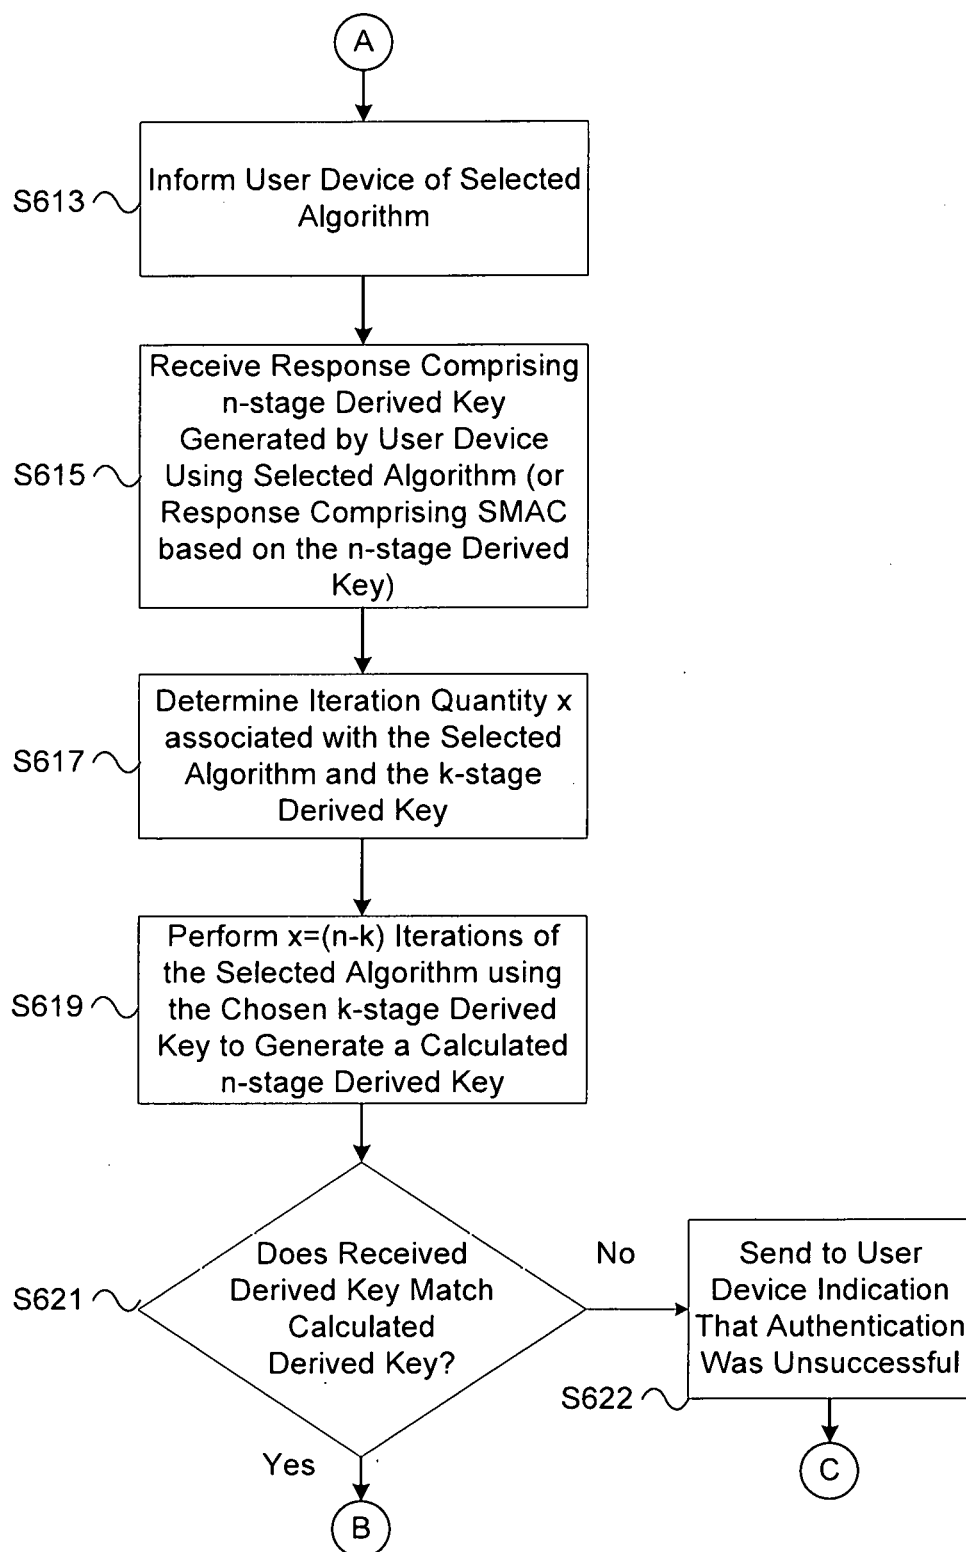 A
Inform User Device of Selected
Algorithm
S613
Receive Response Comprising
n-stage Derived Key
Generated by User Device
Using Selected Algorithm (or
Response Comprising SMAC
based on the n-stage Derived
Key)
S615
Determine Iteration Quantity x
associated with the Selected
Algorithm and the k-stage
Derived Key
S617
Perform x=(n-k) Iterations of
the Selected Algorithm using
the Chosen k-stage Derived
Key to Generate a Calculated
n-stage Derived Key
S619
Does Received
Derived Key Match
Calculated
Derived Key?
S621
No
Send to User
Device Indication
That Authentication
Was Unsuccessful
S622
Yes
C
B